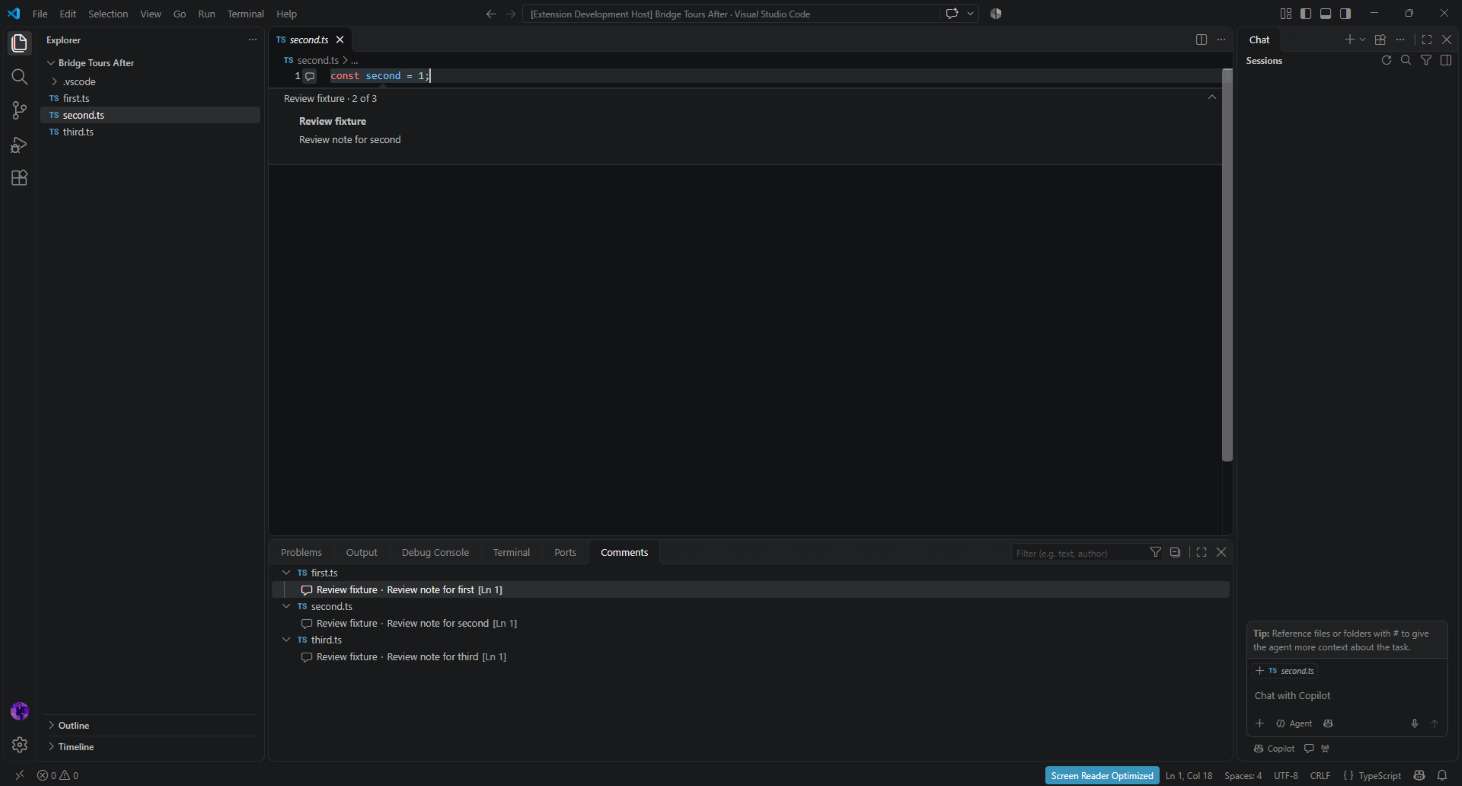 File Edit Selection View Go Run Terminal Help
[Extension Development Host] Bridge Tours After - Visual Studio Code
Explorer
Bridge Tours After
.vscode
TS first.ts
TS second.ts
TS third.ts
Outline
Timeline
TS second.ts
TS second.ts > ...
1 const second = 1;
Review fixture · 2 of 3
Review fixture
Review note for second
Problems Output Debug Console Terminal Ports Comments
Filter (e.g. text, author)
TS first.ts
Review fixture · Review note for first [Ln 1]
TS second.ts
Review fixture · Review note for second [Ln 1]
TS third.ts
Review fixture · Review note for third [Ln 1]
Chat
Sessions
Tip: Reference files or folders with # to give
the agent more context about the task.
TS second.ts
Chat with Copilot
Agent
Copilot
0 0
Screen Reader Optimized Ln 1, Col 18 Spaces: 4 UTF-8 CRLF { } TypeScript